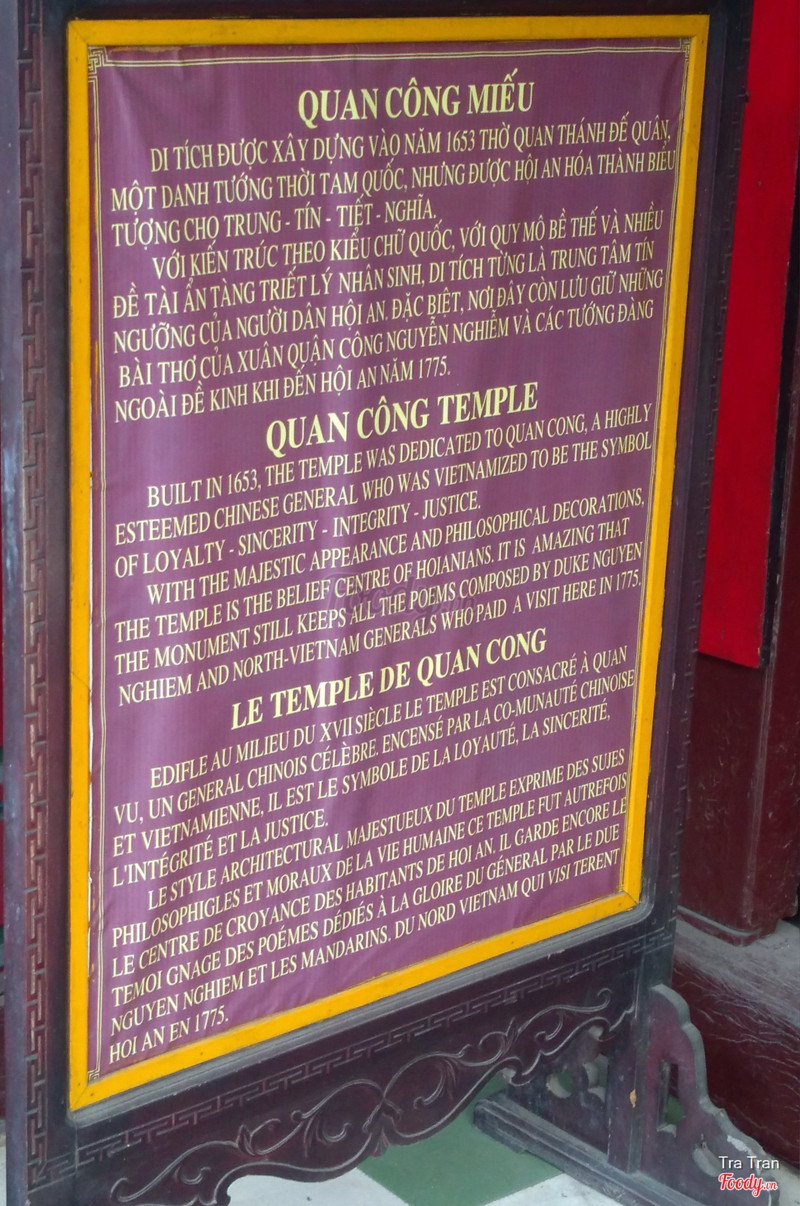 QUAN CÔNG MIẾU
DI TÍCH ĐƯỢC XÂY DỰNG VÀO NĂM 1653 THỜ QUAN THÁNH ĐẾ QUÂN,
MỘT DANH TƯỚNG THỜI TAM QUỐC, NHƯNG ĐƯỢC HỘI AN HÓA THÀNH BIỂU
TƯỢNG CHO TRUNG - TÍN - TIẾT - NGHĨA.
VỚI KIẾN TRÚC THEO KIỂU CHỮ QUỐC, VỚI QUY MÔ BỀ THẾ VÀ NHIỀU
ĐỀ TÀI ẨN TÀNG TRIẾT LÝ NHÂN SINH, DI TÍCH TỪNG LÀ TRUNG TÂM TÍN
NGƯỠNG CỦA NGƯỜI DÂN HỘI AN. ĐẶC BIỆT, NƠI ĐÂY CÒN LƯU GIỮ NHỮNG
BÀI THƠ CỦA XUÂN QUẬN CÔNG NGUYỄN NGHIỄM VÀ CÁC TƯỚNG ĐÀNG
NGOÀI ĐỀ KINH KHI ĐẾN HỘI AN NĂM 1775.
QUAN CÔNG TEMPLE
BUILT IN 1653, THE TEMPLE WAS DEDICATED TO QUAN CONG, A HIGHLY
ESTEEMED CHINESE GENERAL WHO WAS VIETNAMIZED TO BE THE SYMBOL
OF LOYALTY - SINCERITY - INTEGRITY - JUSTICE.
WITH THE MAJESTIC APPEARANCE AND PHILOSOPHICAL DECORATIONS,
THE TEMPLE IS THE BELIEF CENTRE OF HOIANIANS. IT IS AMAZING THAT
THE MONUMENT STILL KEEPS ALL THE POEMS COMPOSED BY DUKE NGUYEN
NGHIEM AND NORTH-VIETNAM GENERALS WHO PAID A VISIT HERE IN 1775.
LE TEMPLE DE QUAN CONG
EDIFLE AU MILIEU DU XVII SIÈCLE LE TEMPLE EST CONSACRÉ À QUAN
VU, UN GENERAL CHINOIS CÉLÈBRE. ENCENSÉ PAR LA CO-MUNAUTÉ CHINOISE
ET VIETNAMIENNE, IL EST LE SYMBOLE DE LA LOYAUTÉ, LA SINCERITÉ,
L'INTÉGRITÉ ET LA JUSTICE.
LE STYLE ARCHITECTURAL MAJESTUEUX DU TEMPLE EXPRIME DES SUJES
PHILOSOPHIGLES ET MORAUX DE LA VIE HUMAINE CE TEMPLE FUT AUTREFOIS
LE CENTRE DE CROYANCE DES HABITANTS DE HOI AN. IL GARDE ENCORE LE
TEMOI GNAGE DES POÉMES DÉDIÉS À LA GLOIRE DU GÉNERAL PAR LE DUE
NGUYEN NGHIEM ET LES MANDARINS. DU NORD VIETNAM QUI VISI TERENT
HOI AN EN 1775.
Tra Tran
Foody.vn